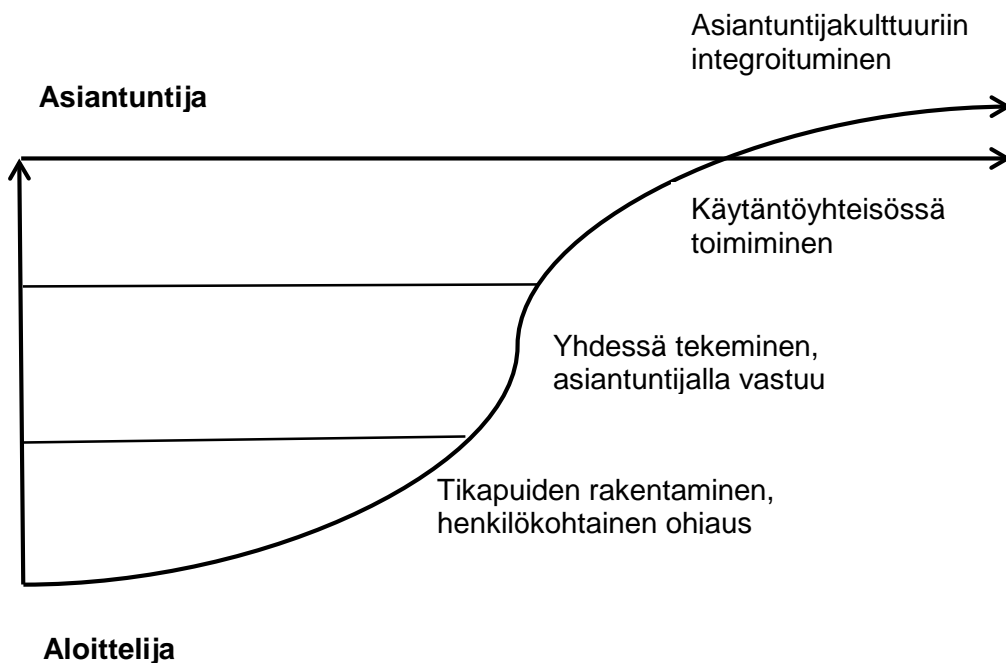 Asiantuntijakulttuuriin
integroituminen
Asiantuntija
Käytäntöyhteisössä
toimiminen
Yhdessä tekeminen,
asiantuntijalla vastuu
Tikapuiden rakentaminen,
henkilökohtainen ohjaus
Aloittelija